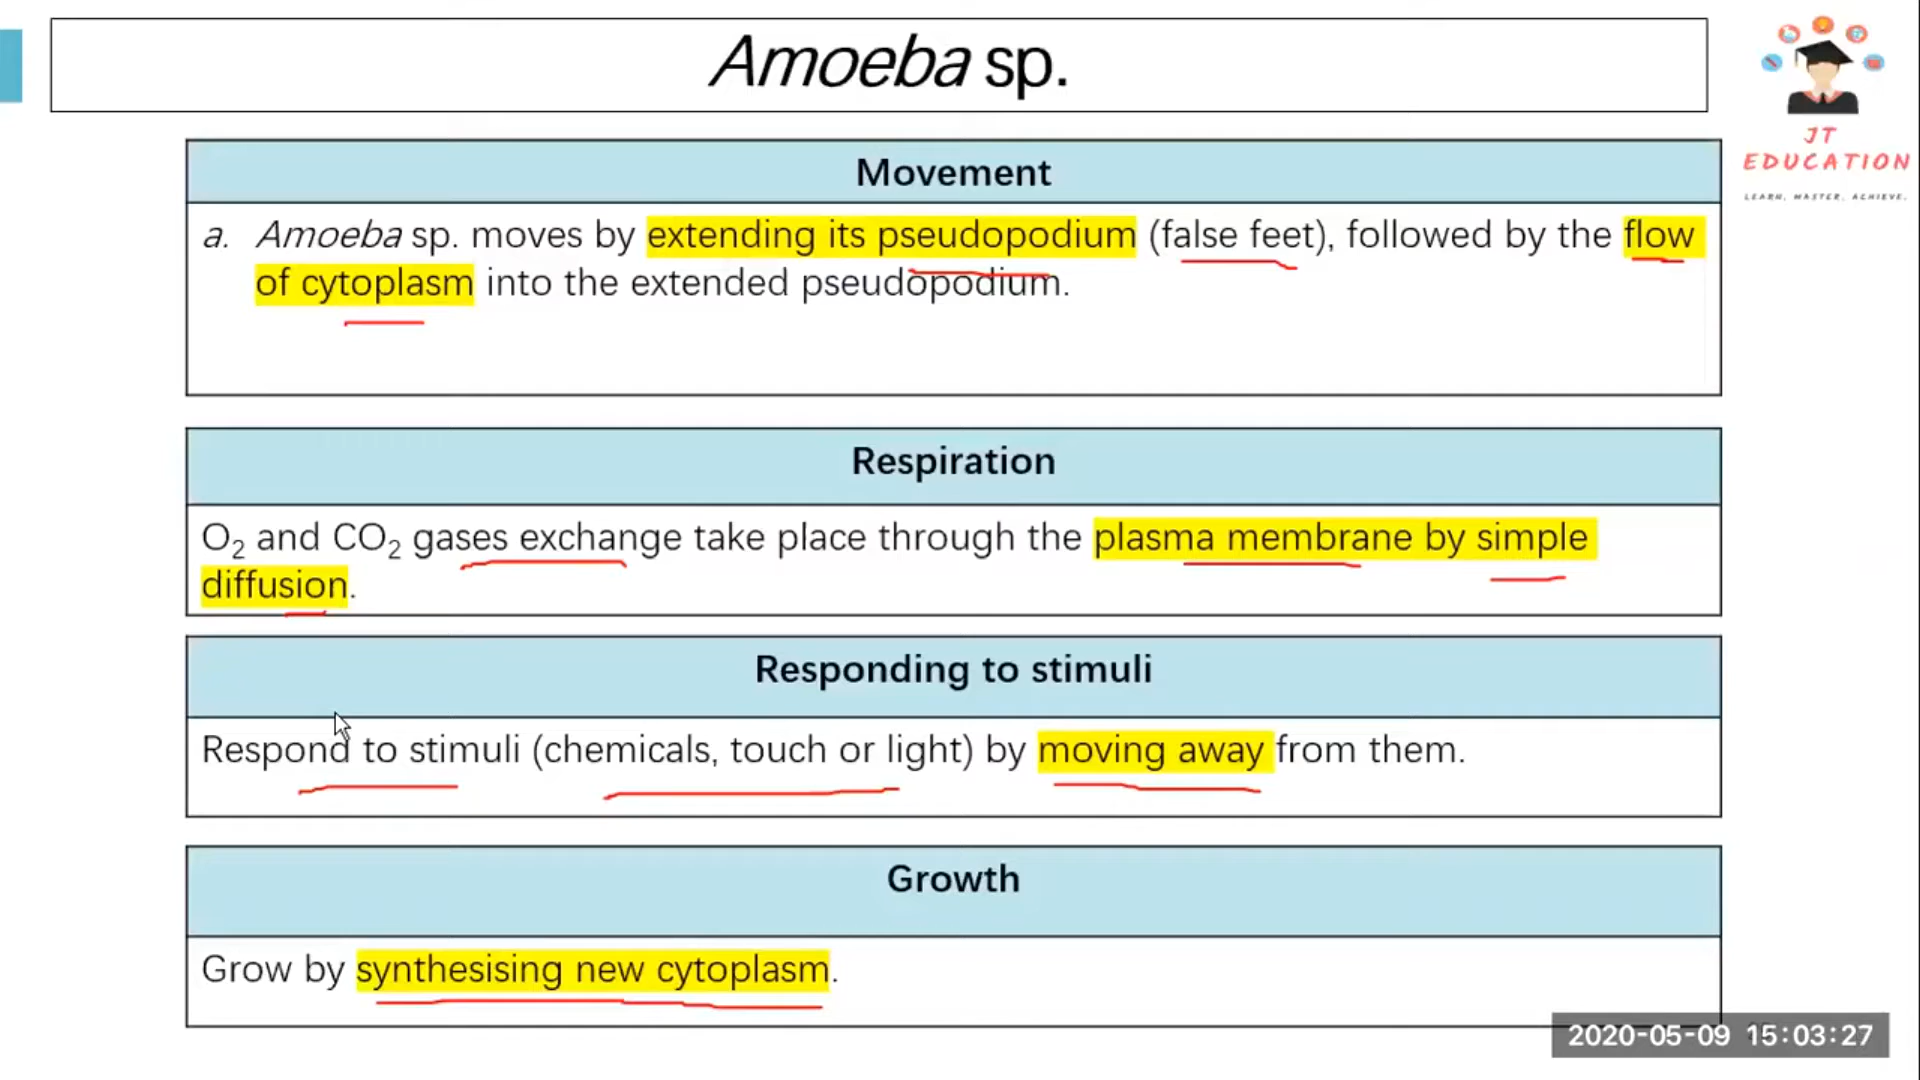 Amoeba sp.
JT
EDUCATION
LEARN. MASTER. ACHIEVE.
Movement
a. Amoeba sp. moves by extending its pseudopodium (false feet), followed by the flow
of cytoplasm into the extended pseudopodium.
Respiration
O₂ and CO₂ gases exchange take place through the plasma membrane by simple
diffusion.
Responding to stimuli
Respond to stimuli (chemicals, touch or light) by moving away from them.
Growth
Grow by synthesising new cytoplasm.
2020-05-09 15:03:27